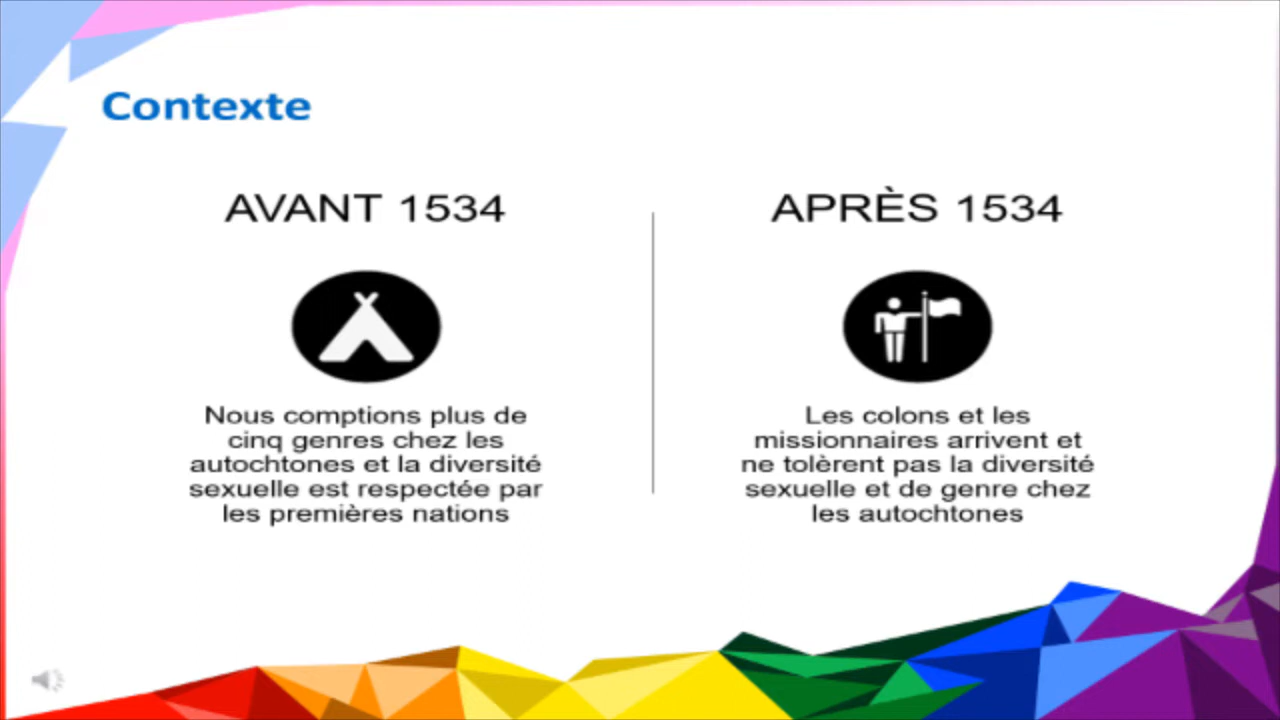 Contexte
AVANT 1534
Nous comptions plus de
cinq genres chez les
autochtones et la diversité
sexuelle est respectée par
les premières nations
APRÈS 1534
Les colons et les
missionnaires arrivent et
ne tolèrent pas la diversité
sexuelle et de genre chez
les autochtones